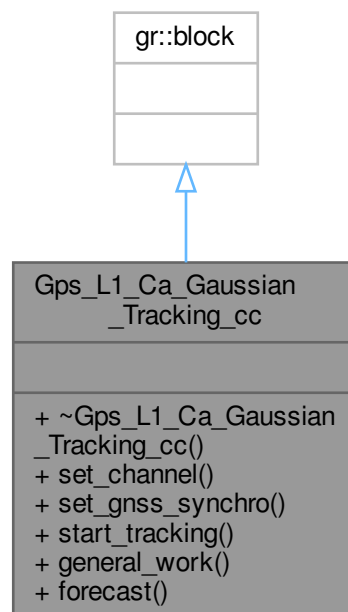 gr::block
Gps_L1_Ca_Gaussian
_Tracking_cc
+ ~Gps_L1_Ca_Gaussian
_Tracking_cc()
+ set_channel()
+ set_gnss_synchro()
+ start_tracking()
+ general_work()
+ forecast()